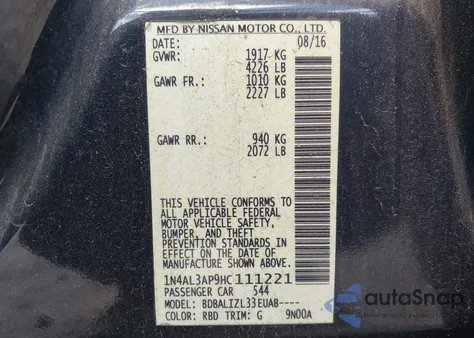 MFD BY NISSAN MOTOR CO., LTD.
DATE: 08/16
GVWR: 1917 KG
4226 LB
GAWR FR.: 1010 KG
2227 LB
GAWR RR.: 940 KG
2072 LB
THIS VEHICLE CONFORMS TO
ALL APPLICABLE FEDERAL
MOTOR VEHICLE SAFETY,
BUMPER, AND THEFT
PREVENTION STANDARDS IN
EFFECT ON THE DATE OF
MANUFACTURE SHOWN ABOVE.
1N4AL3AP9HC111221
PASSENGER CAR 544
MODEL: BDBALIZL33EUAB----
COLOR: RBD TRIM: G 9N00A
autoSnap